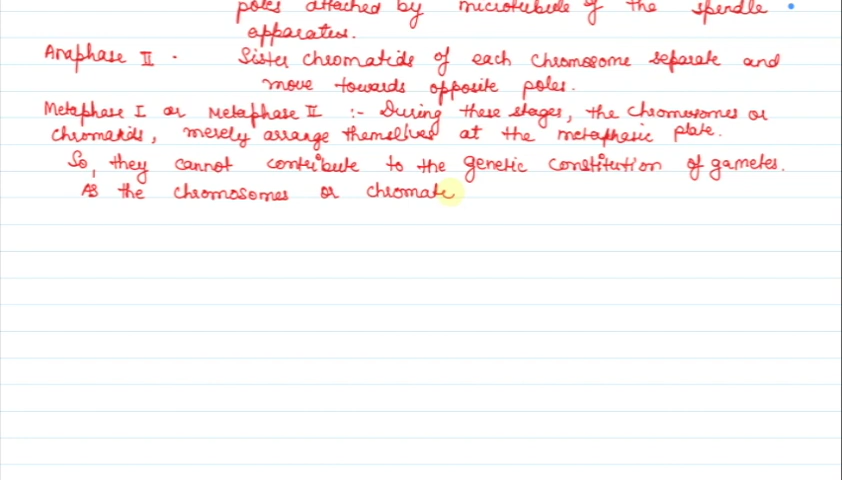 poles attached by microtubule of the spendle
apparatus.
Anaphase II . Sister chromatids of each chromosome separate and
move towards opposite poles.
Metaphase I or Metaphase II :- During these stages, the chromosomes or
chromatids, merely arrange themselves at the metaphasic plate.
So, they cannot contribute to the genetic constitution of gametes.
As the chromosomes or chromate